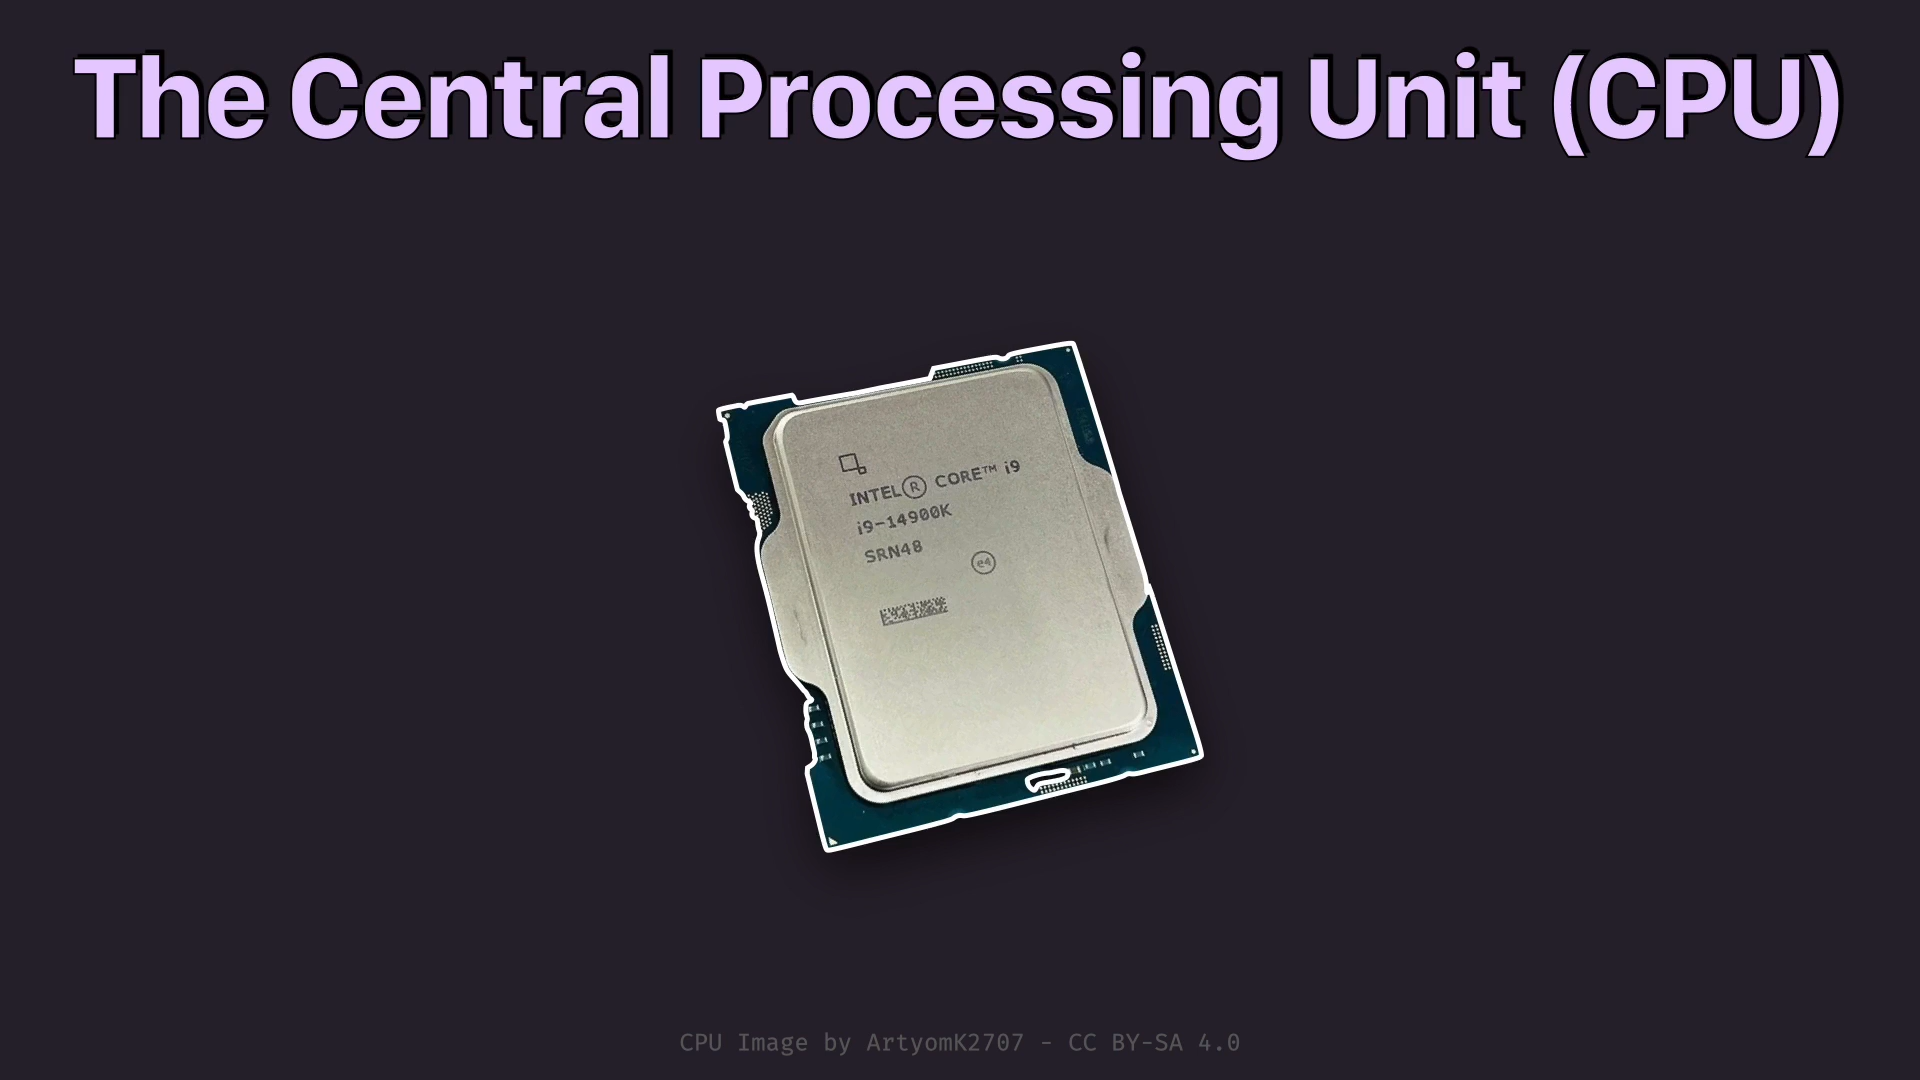 The Central Processing Unit (CPU)
INTEL® CORE™ i9
i9-14900K
SRN48
e4
CPU Image by ArtyomK2707 - CC BY-SA 4.0